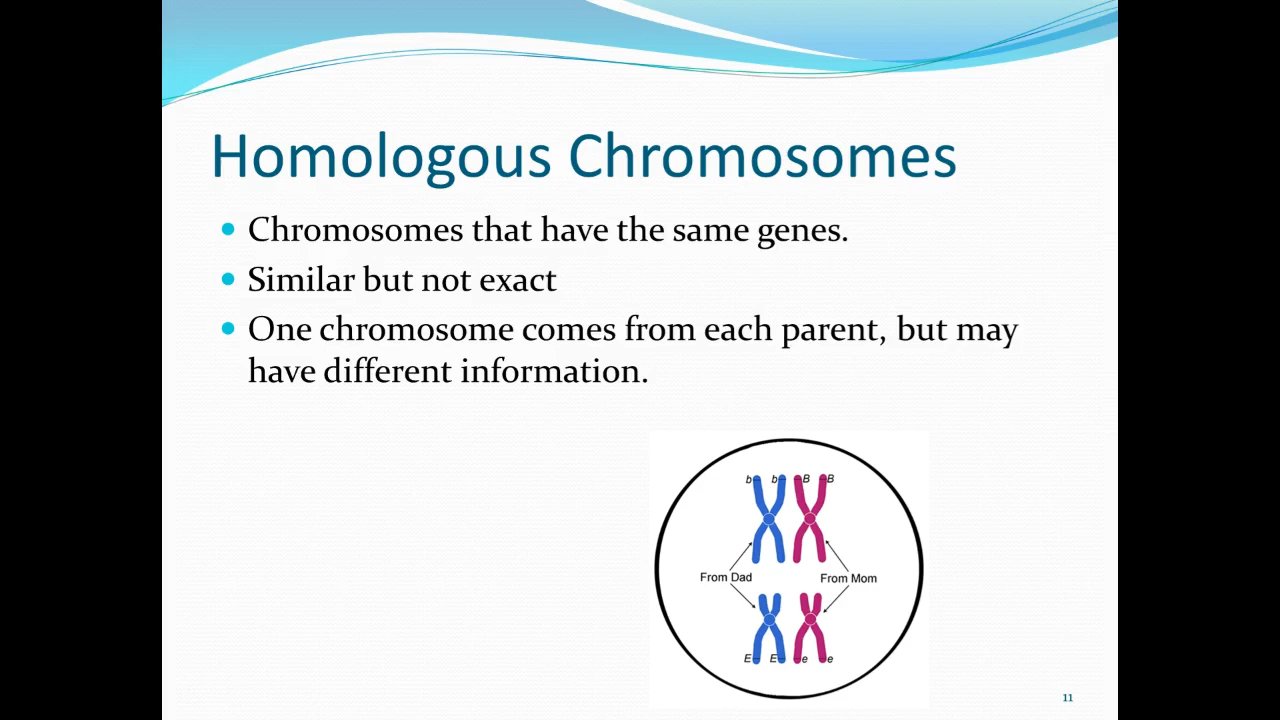 Homologous Chromosomes
Chromosomes that have the same genes.
Similar but not exact
One chromosome comes from each parent, but may
have different information.
b b B B
From Dad From Mom
E E e e
11